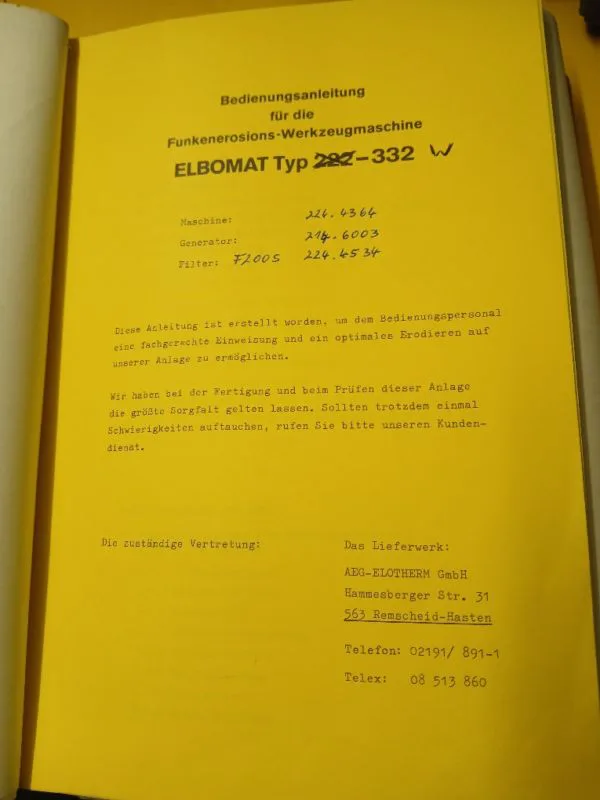 Bedienungsanleitung
für die
Funkenerosions-Werkzeugmaschine
ELBOMAT Typ 222-332 W
Maschine: 224.4364
Generator: 214.6003
Filter: F200S 224.4534
Diese Anleitung ist erstellt worden, um dem Bedienungspersonal
eine fachgerechte Einweisung und ein optimales Erodieren auf
unserer Anlage zu ermöglichen.
Wir haben bei der Fertigung und beim Prüfen dieser Anlage
die größte Sorgfalt gelten lassen. Sollten trotzdem einmal
Schwierigkeiten auftauchen, rufen Sie bitte unseren Kunden-
dienst.
Die zuständige Vertretung:
Das Lieferwerk:
AEG-ELOTHERM GmbH
Hammesberger Str. 31
563 Remscheid-Hasten
Telefon: 02191/ 891-1
Telex: 08 513 860